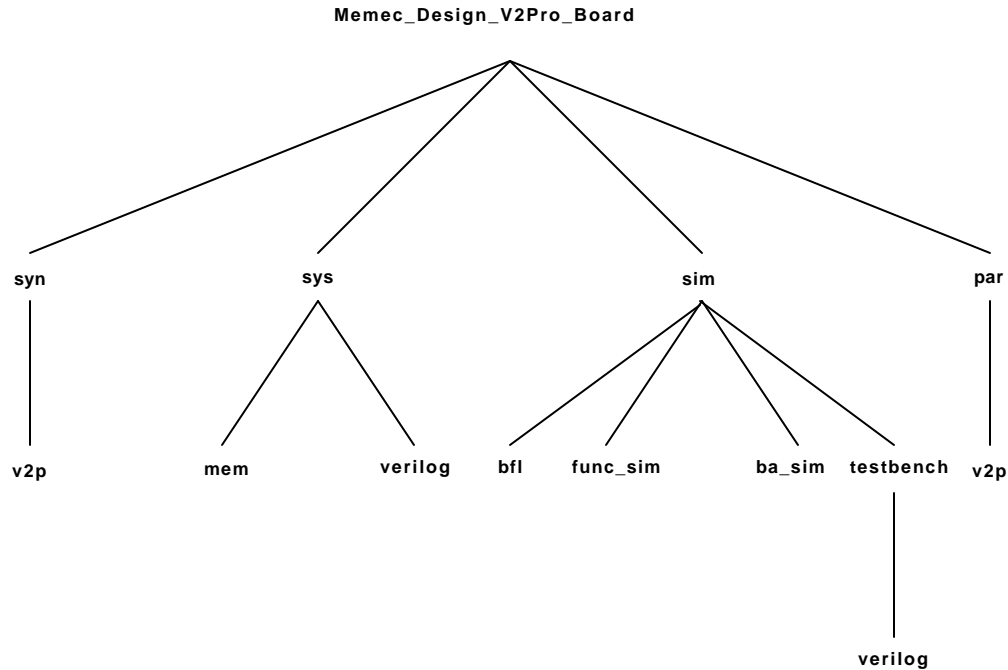 Memec_Design_V2Pro_Board
syn
sys
sim
par
v2p
mem
verilog
bfl
func_sim
ba_sim
testbench
v2p
verilog